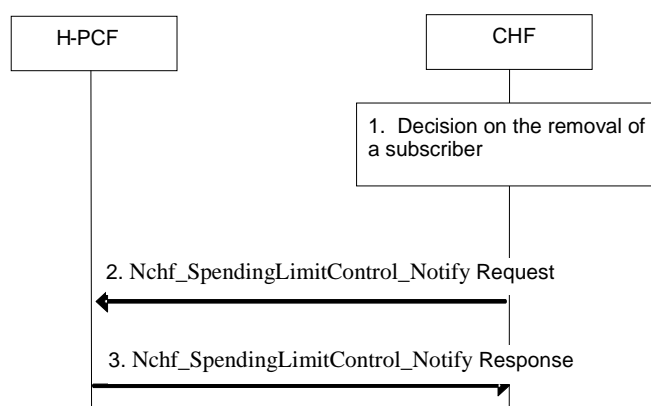 H-PCF
CHF
1. Decision on the removal of
a subscriber
2. Nchf_SpendingLimitControl_Notify Request
3. Nchf_SpendingLimitControl_Notify Response